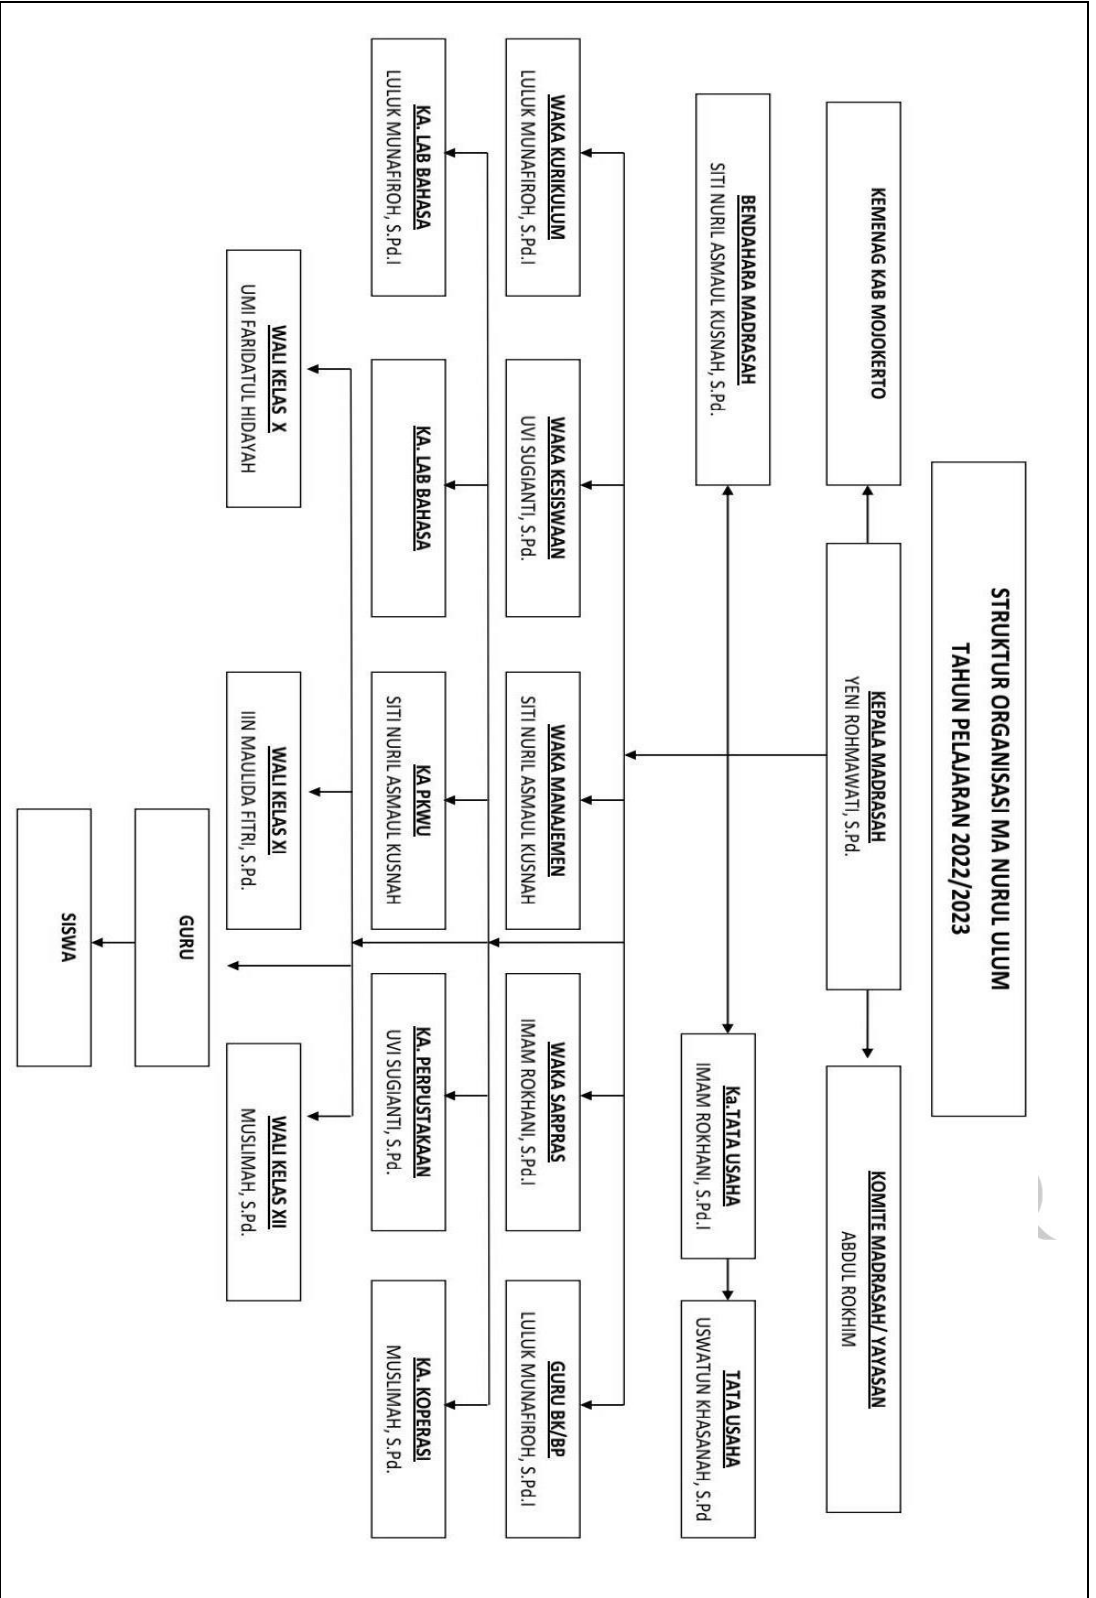 STRUKTUR ORGANISASI MA NURUL ULUM
TAHUN PELAJARAN 2022/2023
KEMENAG KAB MOJOKERTO
KEPALA MADRASAH
YENI ROHMAWATI, S.Pd.
KOMITE MADRASAH/ YAYASAN
ABDUL ROKHIM
BENDAHARA MADRASAH
SITI NURIL ASMAUL KUSNAH, S.Pd.
Ka.TATA USAHA
IMAM ROKHANI, S.Pd.I
TATA USAHA
USWATUN KHASANAH, S.Pd
WAKA KURIKULUM
LULUK MUNAFIROH, S.Pd.I
WAKA KESISWAAN
UVI SUGIANTI, S.Pd.
WAKA MANAJEMEN
SITI NURIL ASMAUL KUSNAH
WAKA SARPRAS
IMAM ROKHANI, S.Pd.I
GURU BK/BP
LULUK MUNAFIROH, S.Pd.I
KA. LAB BAHASA
LULUK MUNAFIROH, S.Pd.I
KA. LAB BAHASA
KA PKWU
SITI NURIL ASMAUL KUSNAH
KA. PERPUSTAKAAN
UVI SUGIANTI, S.Pd.
KA. KOPERASI
MUSLIMAH, S.Pd.
WALI KELAS X
UMI FARIDATUL HIDAYAH
WALI KELAS XI
IIN MAULIDA FITRI, S.Pd.
WALI KELAS XII
MUSLIMAH, S.Pd.
GURU
SISWA